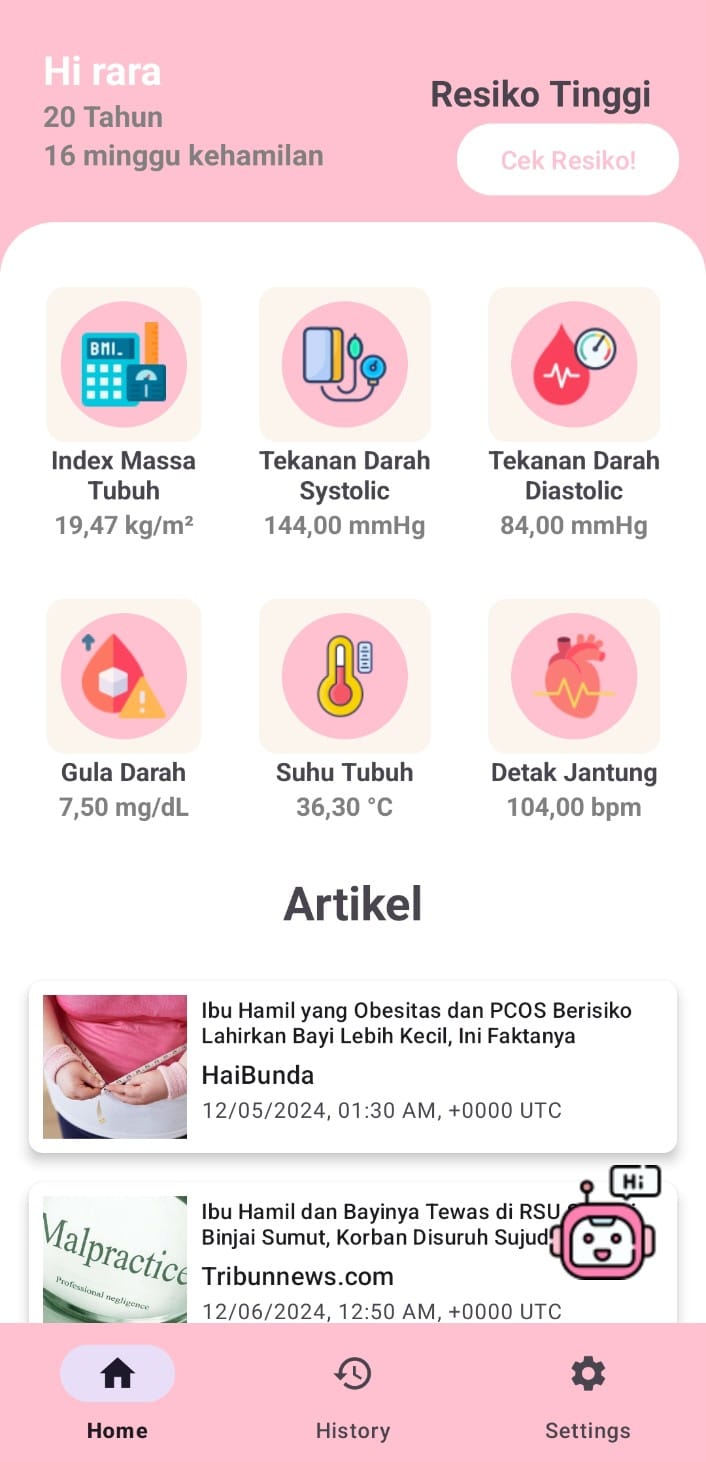 Hi rara
20 Tahun
16 minggu kehamilan
Resiko Tinggi
Cek Resiko!
BMI_
Index Massa
Tubuh
19,47 kg/m²
Tekanan Darah
Systolic
144,00 mmHg
Tekanan Darah
Diastolic
84,00 mmHg
Gula Darah
7,50 mg/dL
Suhu Tubuh
36,30 °C
Detak Jantung
104,00 bpm
Artikel
Ibu Hamil yang Obesitas dan PCOS Berisiko
Lahirkan Bayi Lebih Kecil, Ini Faktanya
HaiBunda
12/05/2024, 01:30 AM, +0000 UTC
Malpractice
Professional negligence
Ibu Hamil dan Bayinya Tewas di RSU
Binjai Sumut, Korban Disuruh Sujud
Tribunnews.com
12/06/2024, 12:50 AM, +0000 UTC
Hi
Home
History
Settings